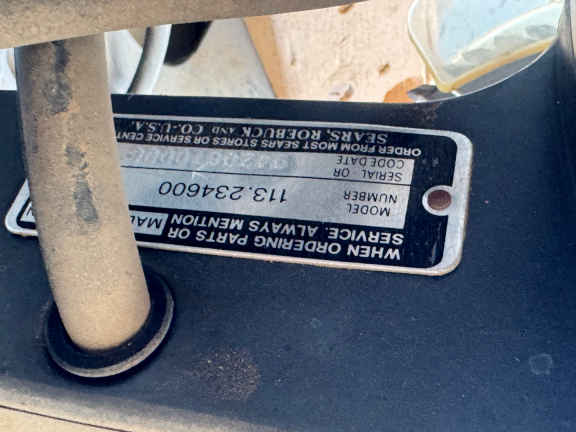 WHEN ORDERING PARTS OR
SERVICE. ALWAYS MENTION
MODEL NUMBER 113.234600
SERIAL - OR CODE DATE
ORDER FROM MOST SEARS STORES OR SERVICE
SEARS, ROEBUCK AND CO.-U.S.A.